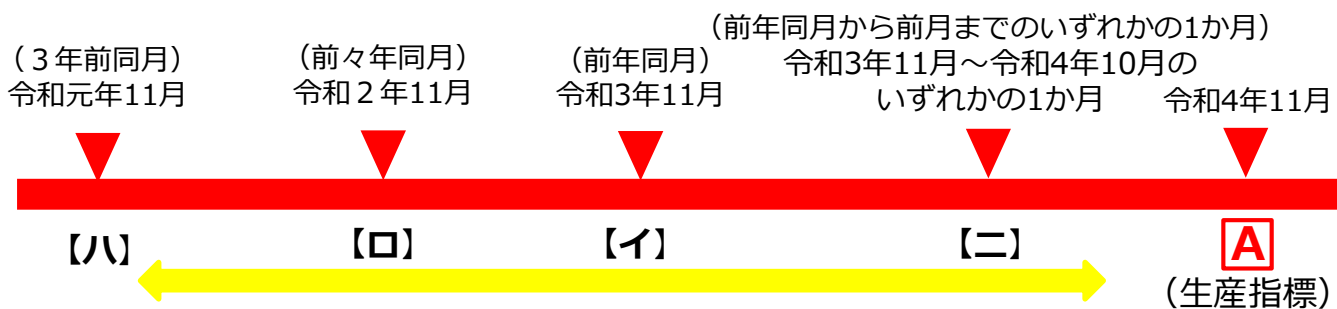 （３年前同月）
令和元年11月
（前々年同月）
令和２年11月
（前年同月）
令和3年11月
（前年同月から前月までのいずれかの1か月）
令和3年11月～令和4年10月の
いずれかの1か月
令和4年11月
【ハ】
【ロ】
【イ】
【ニ】
A
（生産指標）